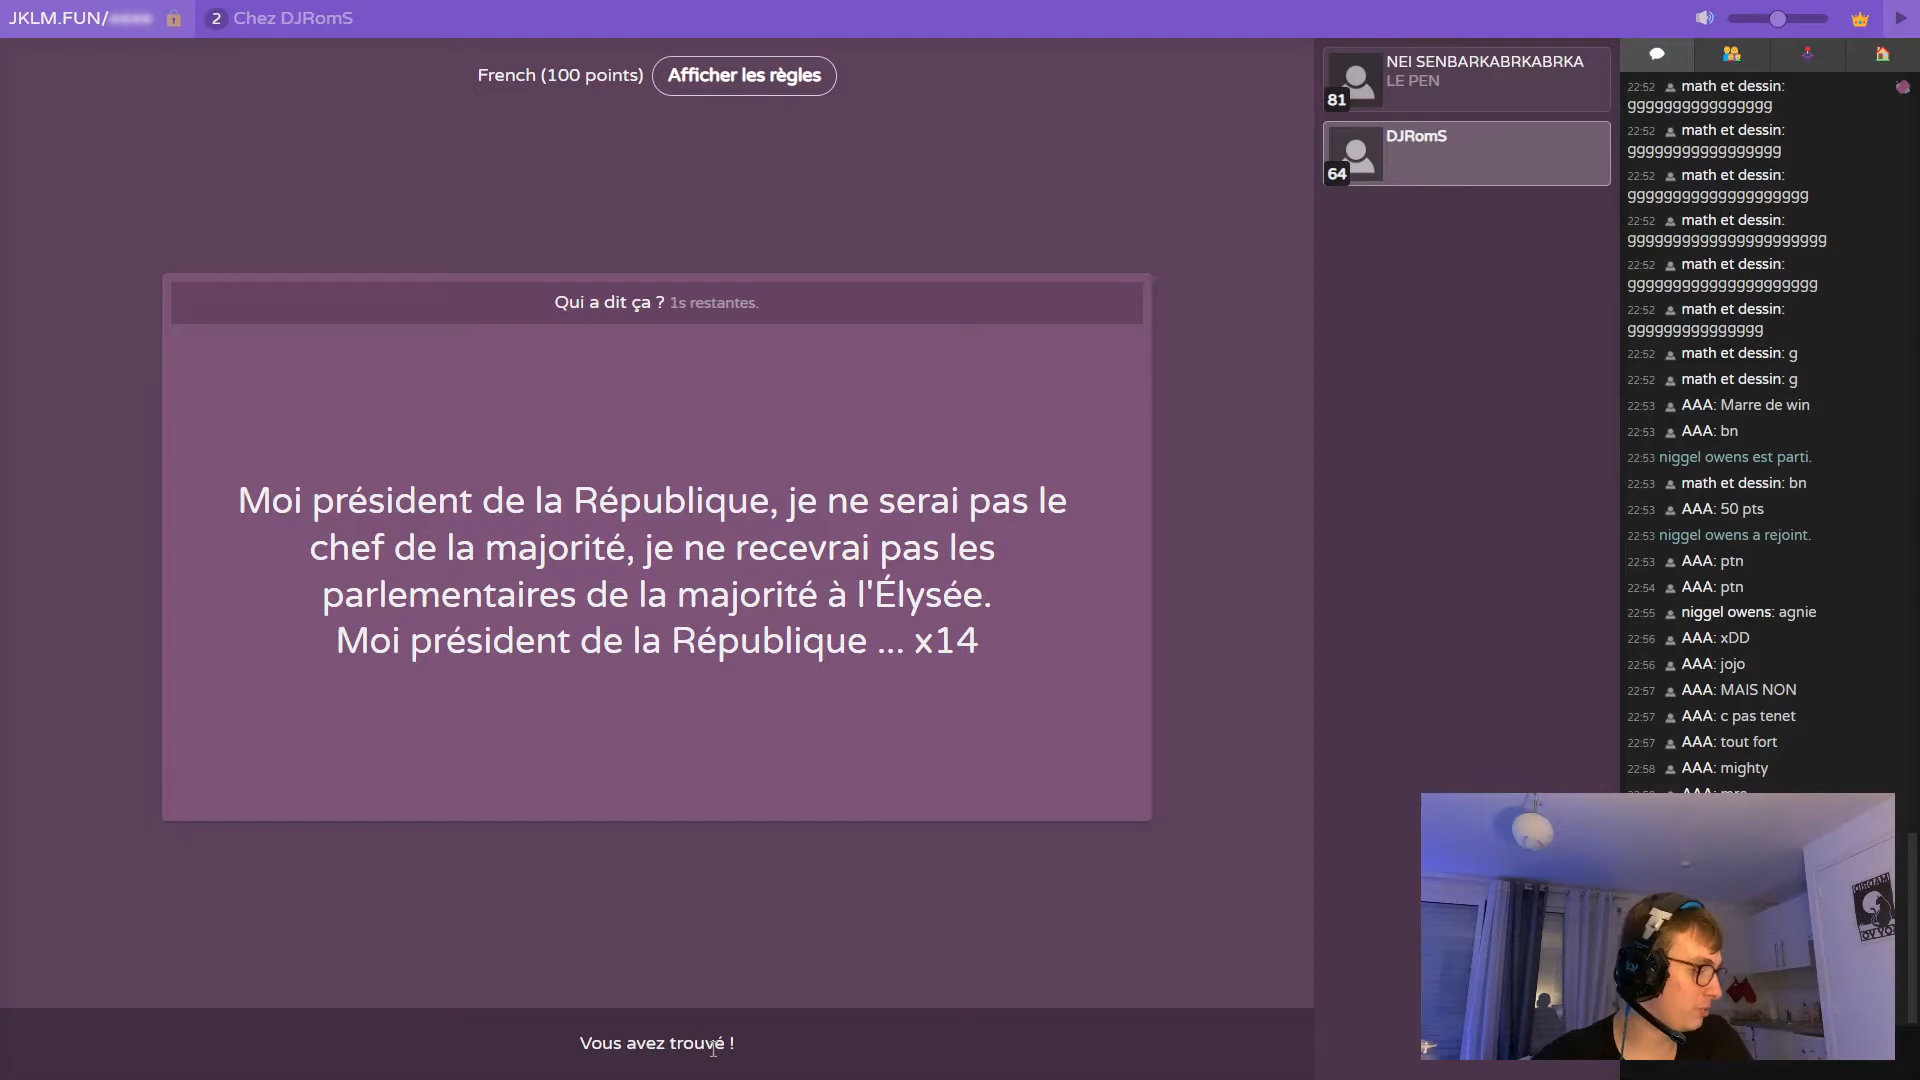 JKLM.FUN/
2 Chez DJRomS
French (100 points) Afficher les règles
Qui a dit ça ? 1s restantes.
Moi président de la République, je ne serai pas le
chef de la majorité, je ne recevrai pas les
parlementaires de la majorité à l'Élysée.
Moi président de la République ... x14
Vous avez trouvé !
NEI SENBARKABRKABRKA
LE PEN
81
DJRomS
64
22:52 math et dessin:
gggggggggggggggg
22:52 math et dessin:
ggggggggggggggggg
22:52 math et dessin:
gggggggggggggggggggg
22:52 math et dessin:
gggggggggggggggggggggg
22:52 math et dessin:
ggggggggggggggggggggg
22:52 math et dessin:
ggggggggggggggg
22:52 math et dessin: g
22:52 math et dessin: g
22:53 AAA: Marre de win
22:53 AAA: bn
22:53 niggel owens est parti.
22:53 math et dessin: bn
22:53 AAA: 50 pts
22:53 niggel owens a rejoint.
22:53 AAA: ptn
22:54 AAA: ptn
22:55 niggel owens: agnie
22:56 AAA: xDD
22:56 AAA: jojo
22:57 AAA: MAIS NON
22:57 AAA: c pas tenet
22:57 AAA: tout fort
22:58 AAA: mighty